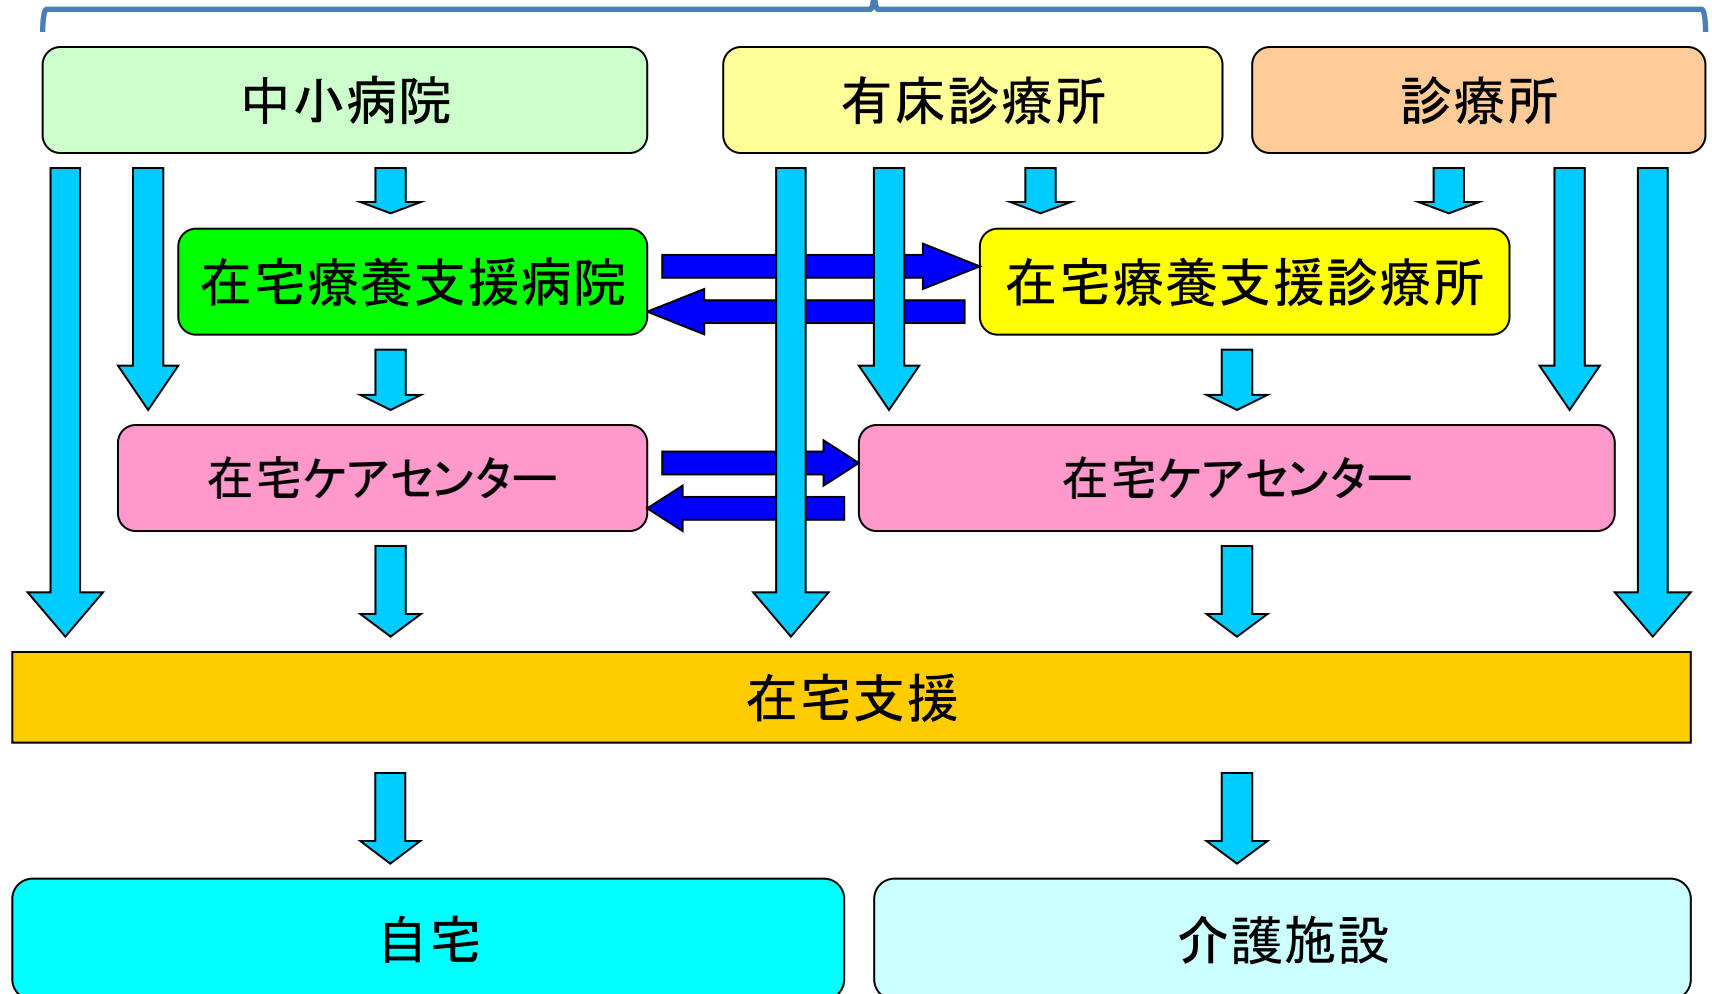 中小病院
有床診療所
診療所
在宅療養支援病院
在宅療養支援診療所
在宅ケアセンター
在宅ケアセンター
在宅支援
自宅
介護施設